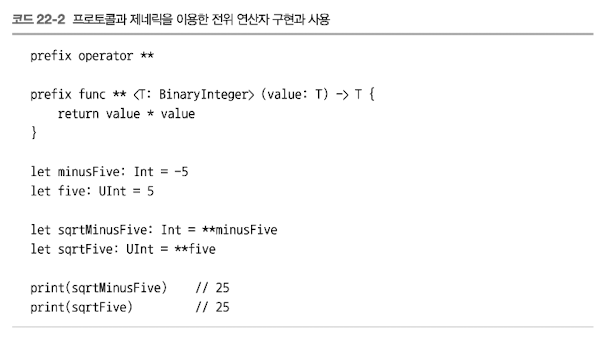 코드 22-2 프로토콜과 제네릭을 이용한 전위 연산자 구현과 사용
prefix operator **
prefix func ** <T: BinaryInteger> (value: T) -> T {
    return value * value
}
let minusFive: Int = -5
let five: UInt = 5
let sqrtMinusFive: Int = **minusFive
let sqrtFive: UInt = **five
print(sqrtMinusFive)    // 25
print(sqrtFive)         // 25